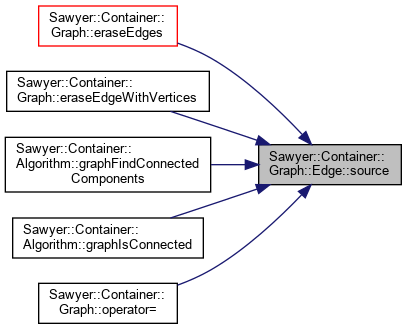 Sawyer::Container::
Graph::eraseEdges
Sawyer::Container::
Graph::eraseEdgeWithVertices
Sawyer::Container::
Algorithm::graphFindConnected
Components
Sawyer::Container::
Algorithm::graphIsConnected
Sawyer::Container::
Graph::operator=
Sawyer::Container::
Graph::Edge::source